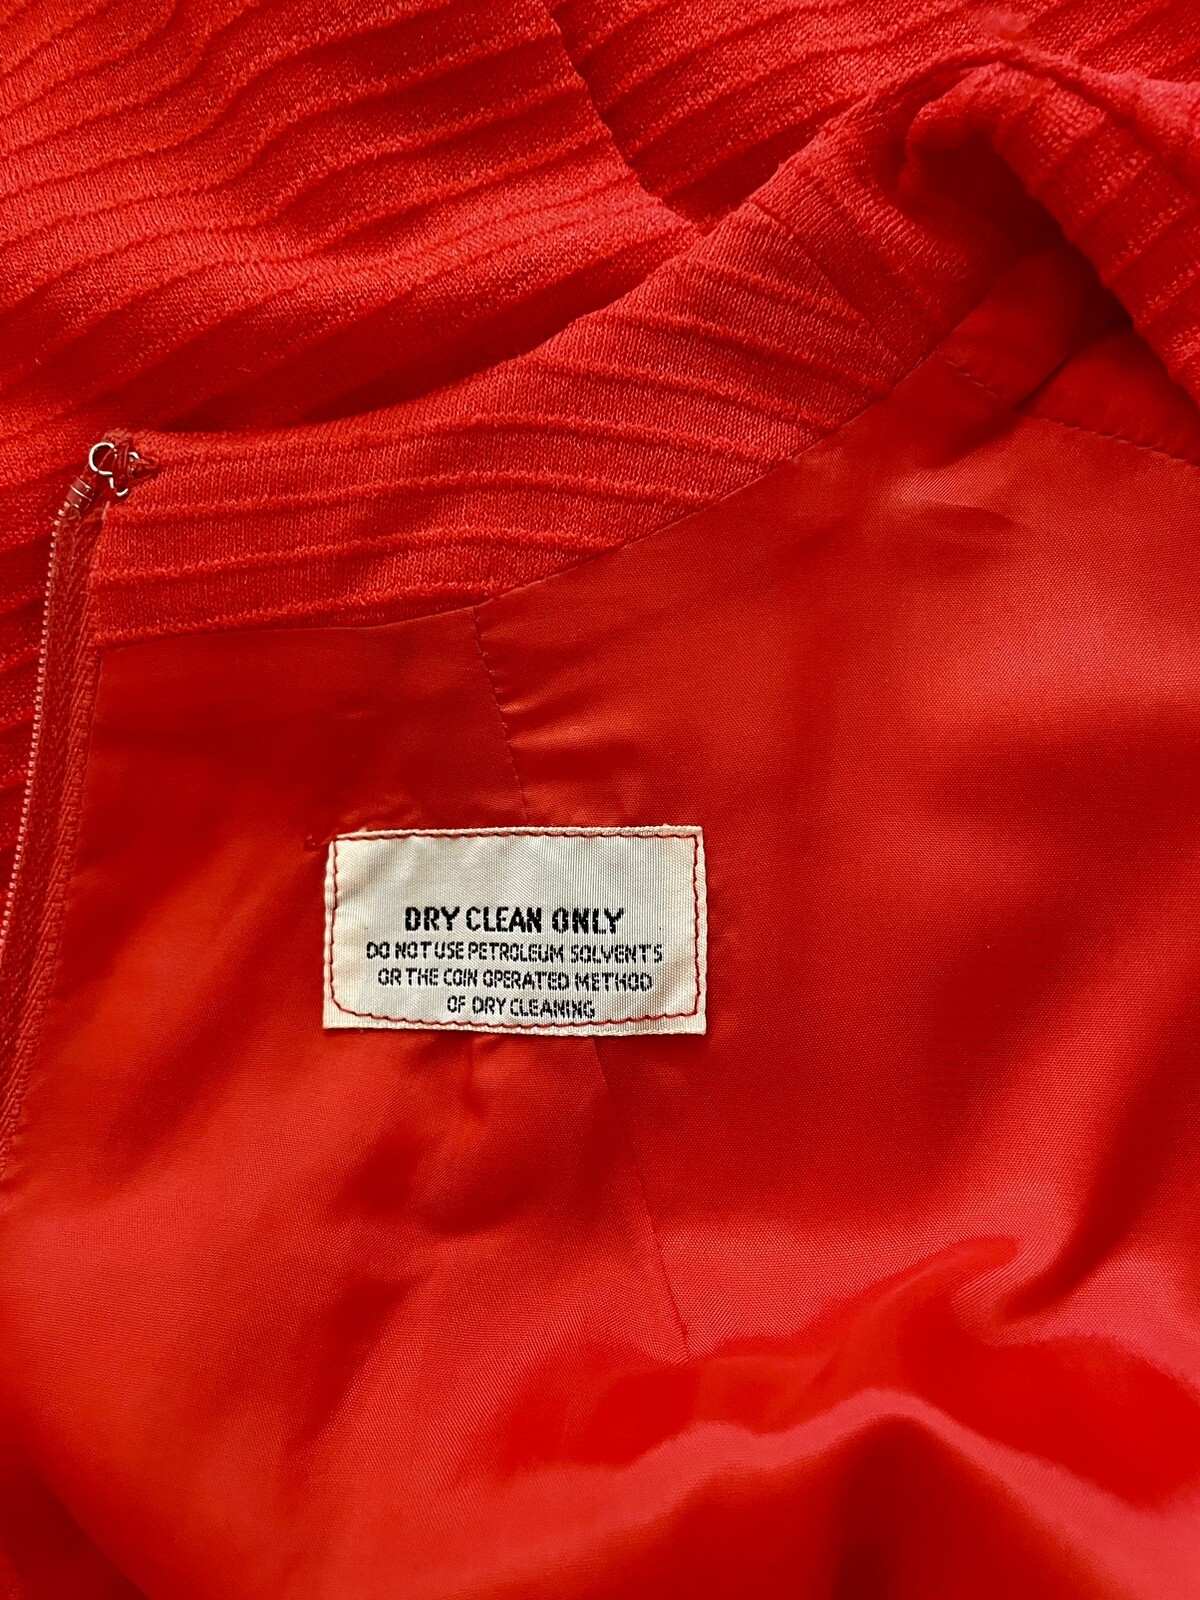 DRY CLEAN ONLY
DO NOT USE PETROLEUM SOLVENTS
OR THE COIN OPERATED METHOD
OF DRY CLEANING